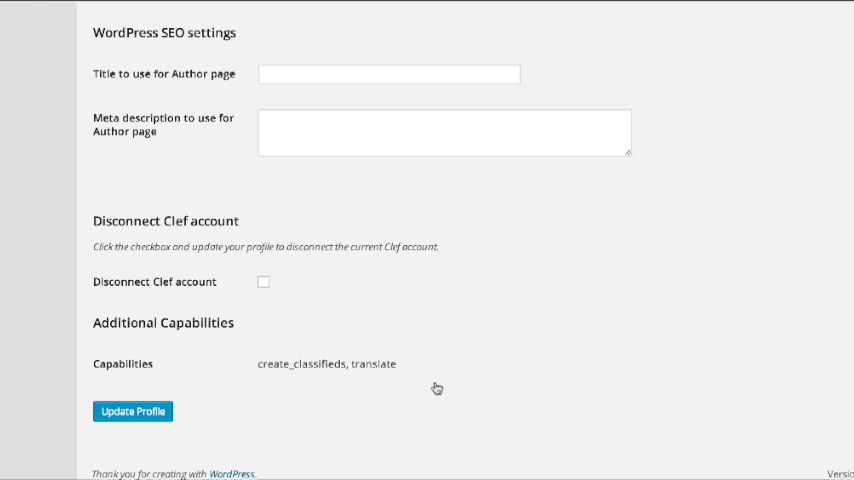 WordPress SEO settings
Title to use for Author page
Meta description to use for
Author page
Disconnect Clef account
Click the checkbox and update your profile to disconnect the current Clef account.
Disconnect Clef account
Additional Capabilities
Capabilities
create_classifieds, translate
Update Profile
Thank you for creating with WordPress.
Versio